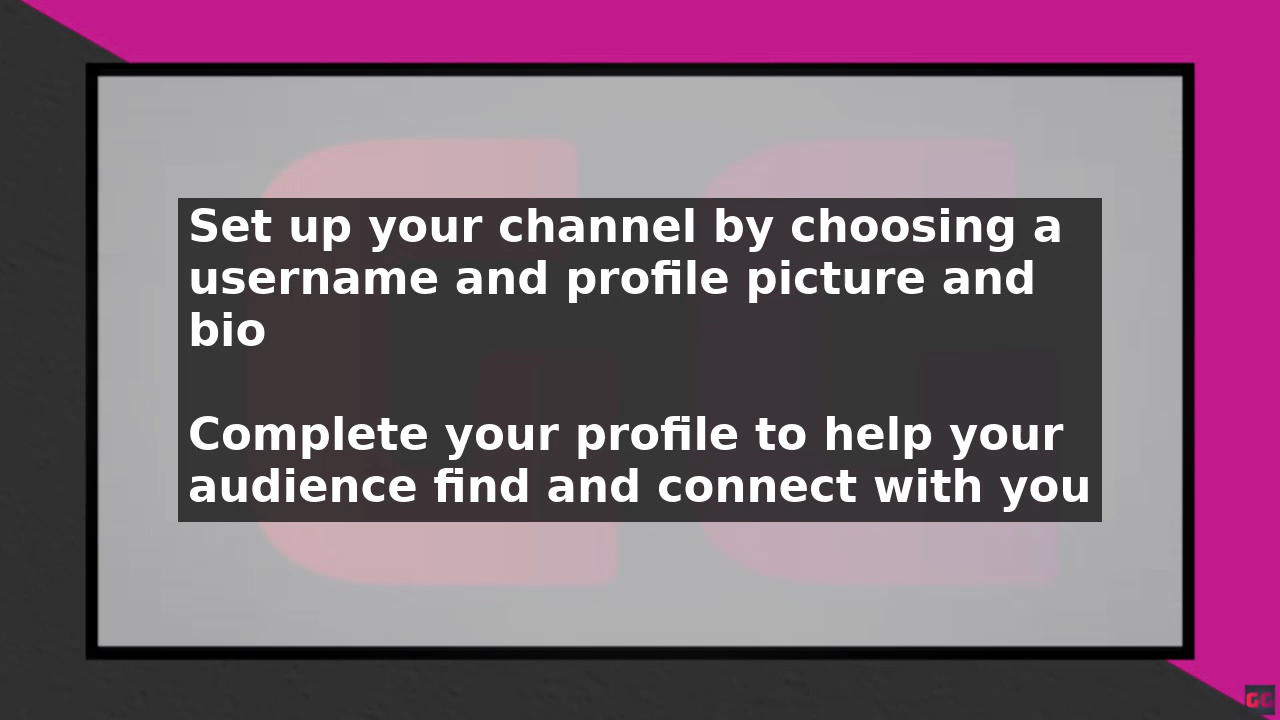 Set up your channel by choosing a
username and profile picture and
bio
Complete your profile to help your
audience find and connect with you
GG